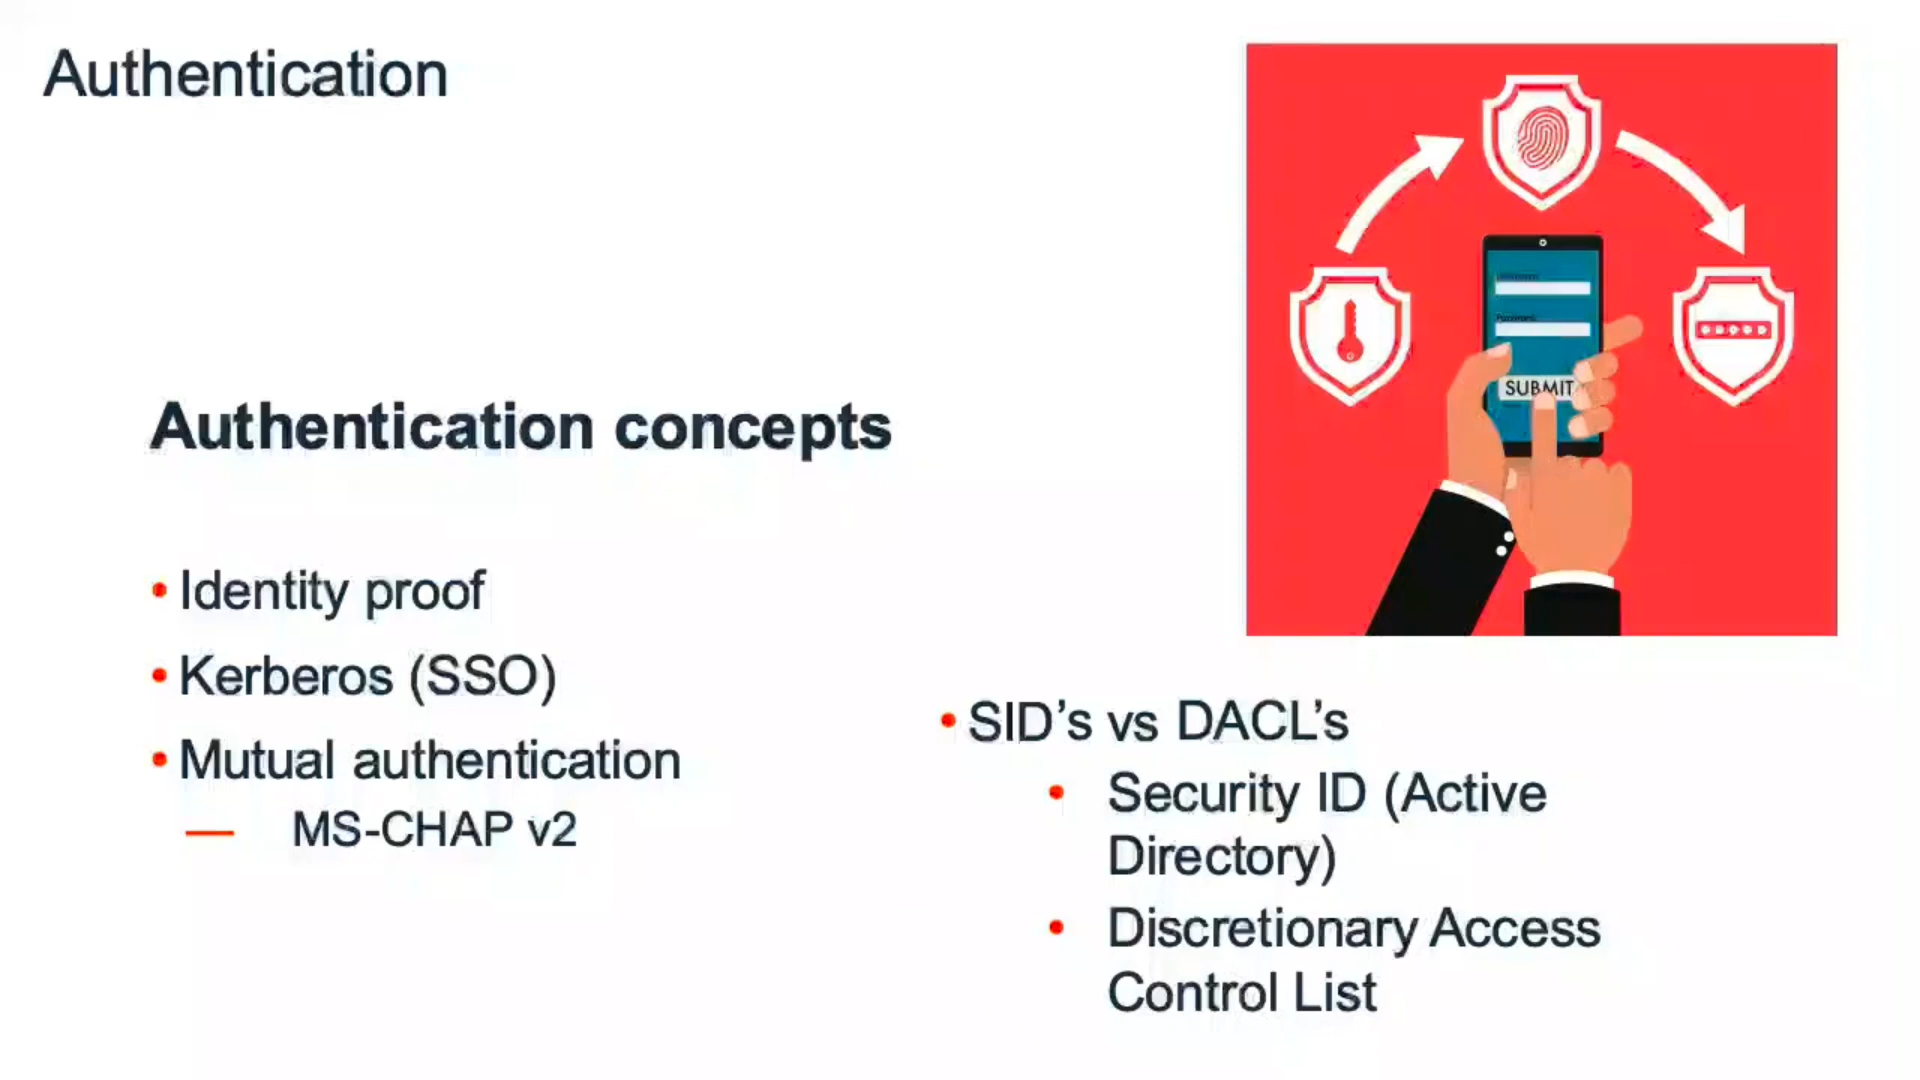 Authentication
Authentication concepts
• Identity proof
• Kerberos (SSO)
• Mutual authentication
— MS-CHAP v2
Password
SUBMIT
• SID’s vs DACL’s
• Security ID (Active
Directory)
• Discretionary Access
Control List